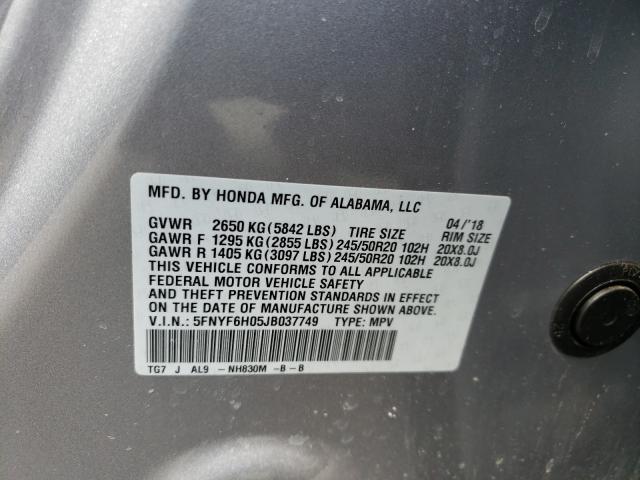 MFD. BY HONDA MFG. OF ALABAMA, LLC
GVWR 2650 KG(5842 LBS) TIRE SIZE 04/'18 RIM SIZE
GAWR F 1295 KG(2855 LBS) 245/50R20 102H 20X8.0J
GAWR R 1405 KG(3097 LBS) 245/50R20 102H 20X8.0J
THIS VEHICLE CONFORMS TO ALL APPLICABLE
FEDERAL MOTOR VEHICLE SAFETY
AND THEFT PREVENTION STANDARDS IN EFFECT
ON THE DATE OF MANUFACTURE SHOWN ABOVE.
V.I.N.: 5FNYF6H05JB037749 TYPE: MPV
TG7 J AL9 -NH830M -B-B